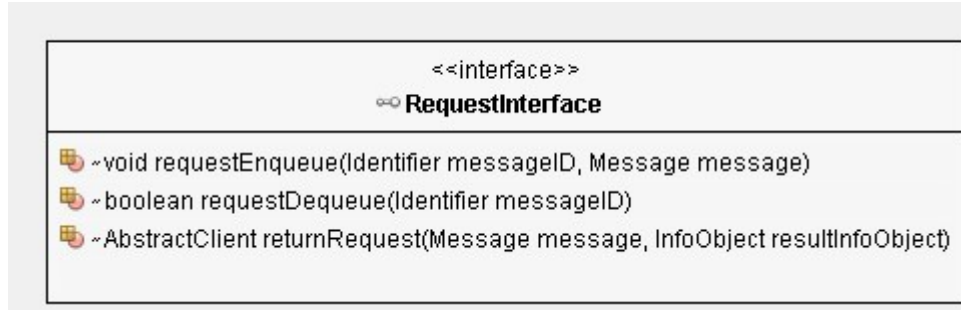 <<interface>>
RequestInterface
~void requestEnqueue(Identifier messageID, Message message)
~boolean requestDequeue(Identifier messageID)
~AbstractClient returnRequest(Message message, InfoObject resultInfoObject)